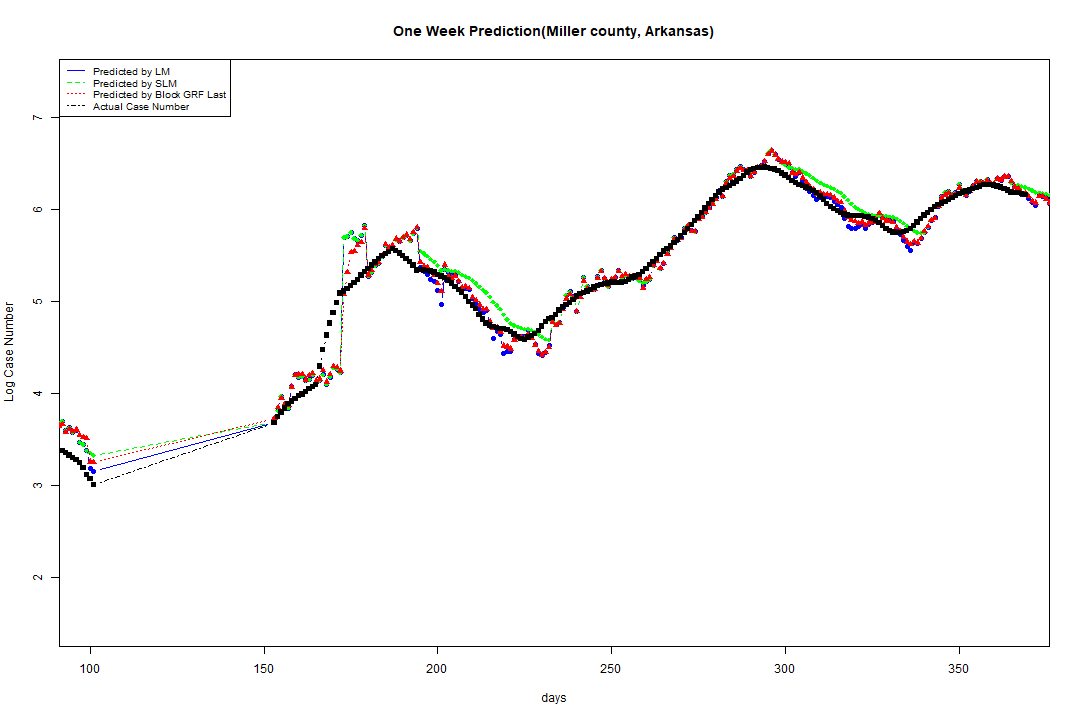 One Week Prediction(Miller county, Arkansas)
Predicted by LM
Predicted by SLM
Predicted by Block GRF Last
Actual Case Number
7
6
5
4
3
2
Log Case Number
100 150 200 250 300 350
days